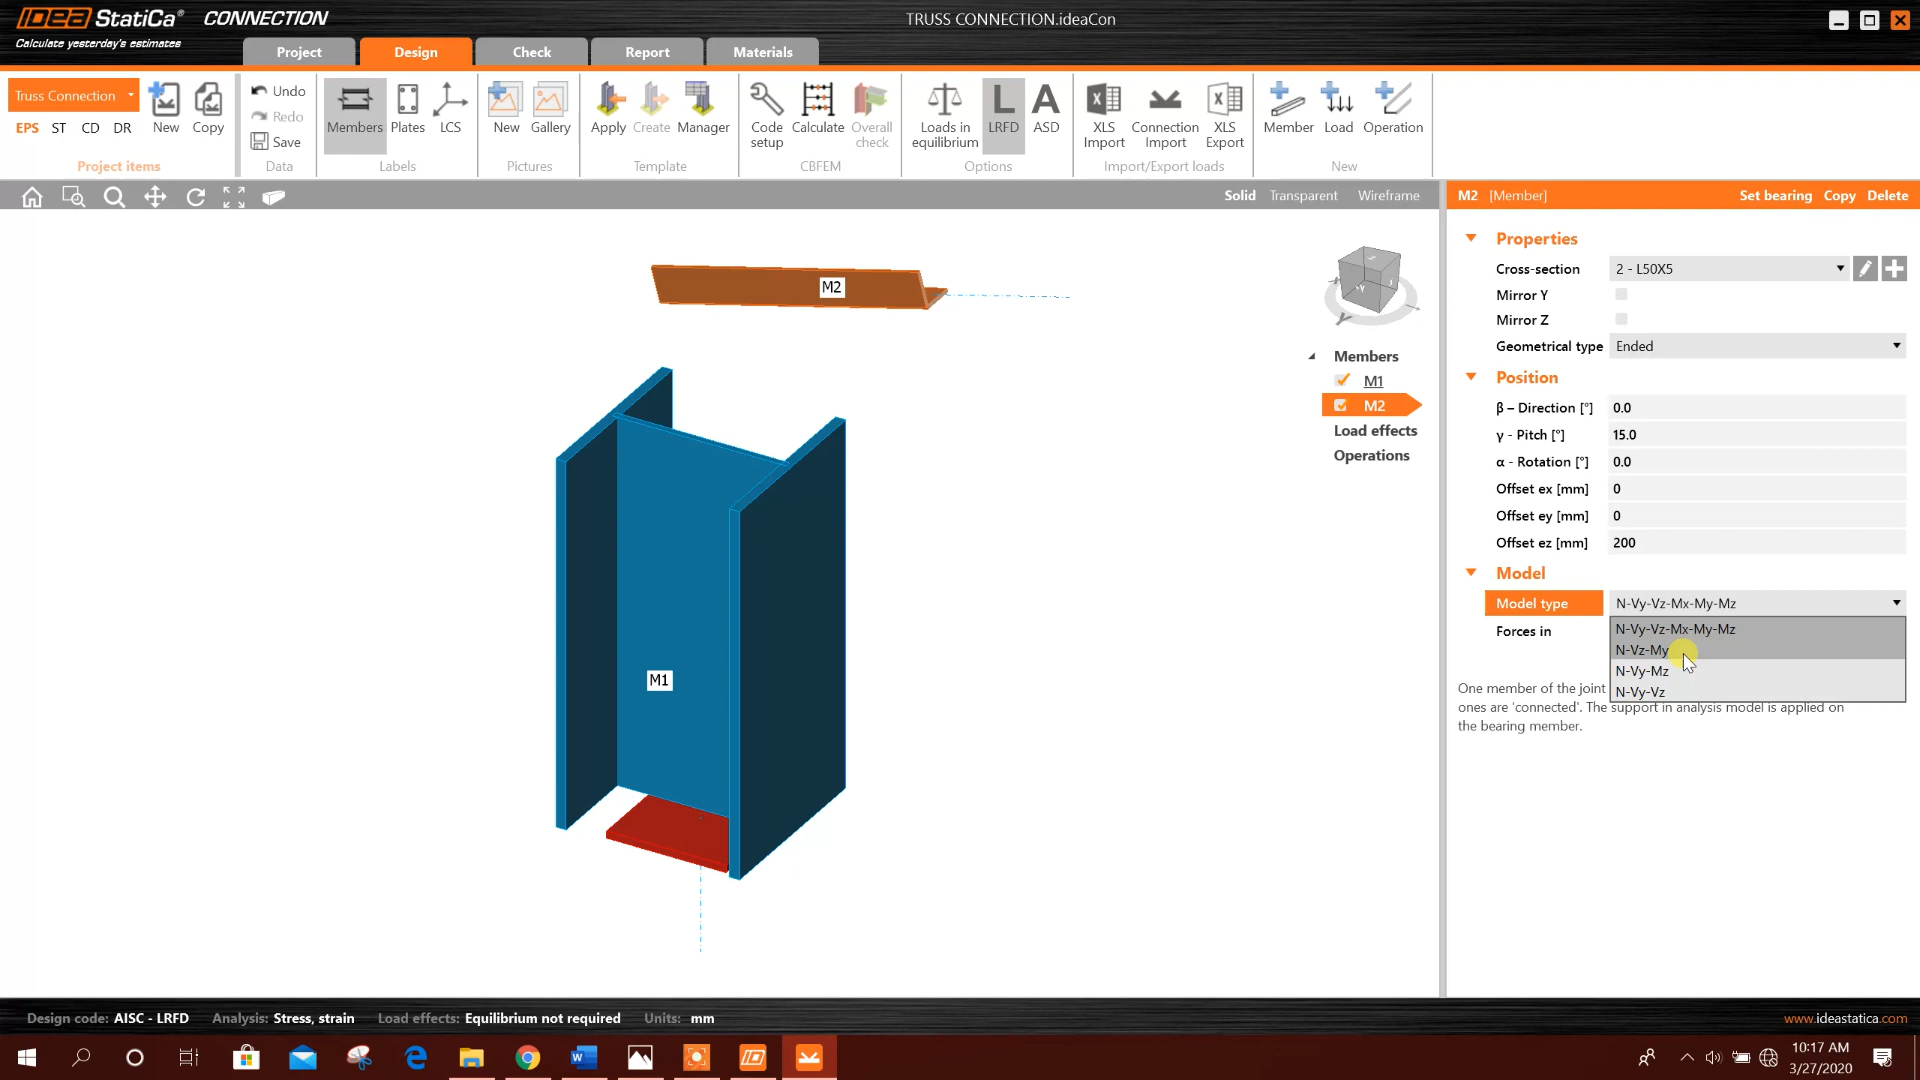 IDEA StatiCa® CONNECTION
Calculate yesterday's estimates
TRUSS CONNECTION.ideaCon
Project
Design
Check
Report
Materials
Truss Connection
EPS ST CD DR
New
Copy
Project items
Undo
Redo
Save
Data
Members
Plates
LCS
Labels
New
Gallery
Pictures
Apply
Create
Manager
Template
Code setup
Calculate
Overall check
CBFEM
Loads in equilibrium
L
LRFD
A
ASD
Options
XLS Import
Connection Import
XLS Export
Import/Export loads
Member
Load
Operation
New
Solid Transparent Wireframe
M2 [Member]
Set bearing Copy Delete
M2
M1
Members
M1
M2
Load effects
Operations
Properties
Cross-section 2 - L50X5
Mirror Y
Mirror Z
Geometrical type Ended
Position
β – Direction [°] 0.0
γ - Pitch [°] 15.0
α - Rotation [°] 0.0
Offset ex [mm] 0
Offset ey [mm] 0
Offset ez [mm] 200
Model
Model type N-Vy-Vz-Mx-My-Mz
Forces in
N-Vy-Vz-Mx-My-Mz
N-Vz-My
N-Vy-Mz
N-Vy-Vz
One member of the joint
ones are 'connected'. The support in analysis model is applied on
the bearing member.
Design code: AISC - LRFD Analysis: Stress, strain Load effects: Equilibrium not required Units: mm
www.ideastatica.com
10:17 AM
3/27/2020